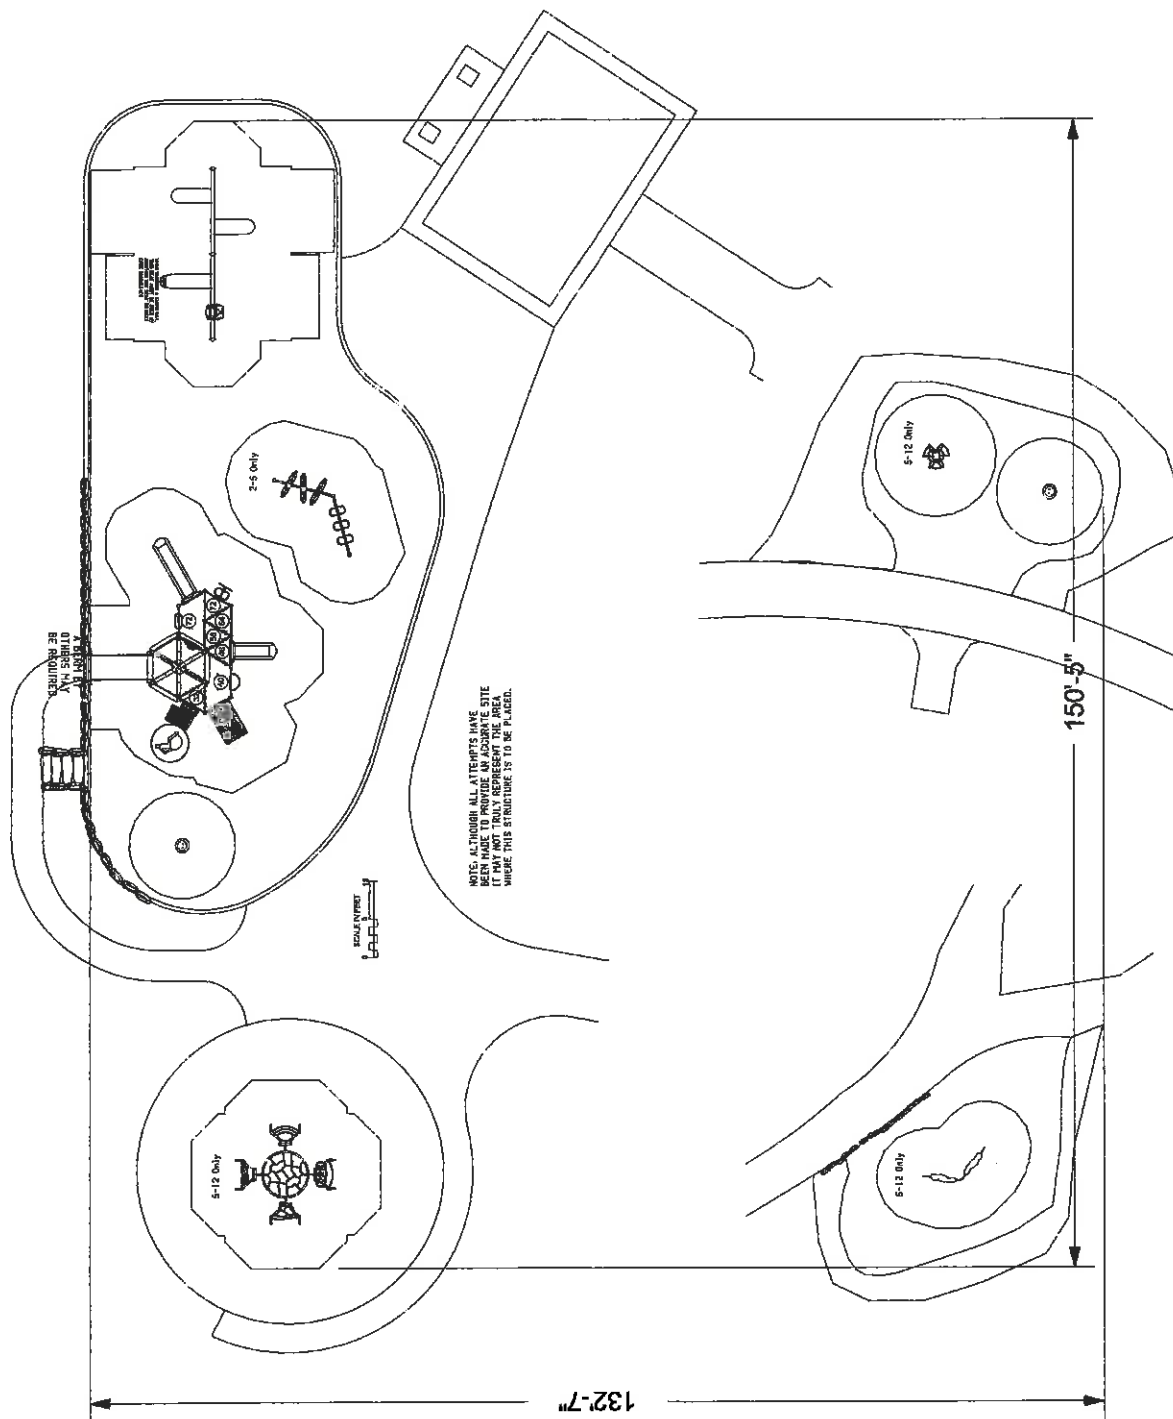 A BERM BY
OTHERS MAY
BE REQUIRED.
2-5 Only
5-12 Only
NOTE: ALTHOUGH ALL ATTEMPTS HAVE
BEEN MADE TO PROVIDE AN ACCURATE SITE
IT MAY NOT TRULY REPRESENT THE AREA
WHERE THIS STRUCTURE IS TO BE PLACED.
150'-5"
SCALE IN FEET
5-12 Only
5-12 Only
132'-7"
72
72